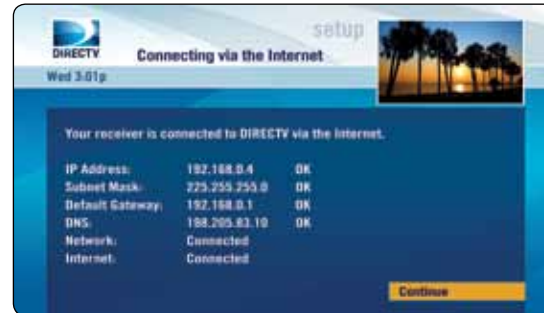 setup
DIRECTV
Connecting via the Internet
Wed 3:01p
Your receiver is connected to DIRECTV via the Internet.
IP Address: 192.168.0.4 OK
Subnet Mask: 225.255.255.0 OK
Default Gateway: 192.168.0.1 OK
DNS: 198.205.83.10 OK
Network: Connected
Internet: Connected
Continue